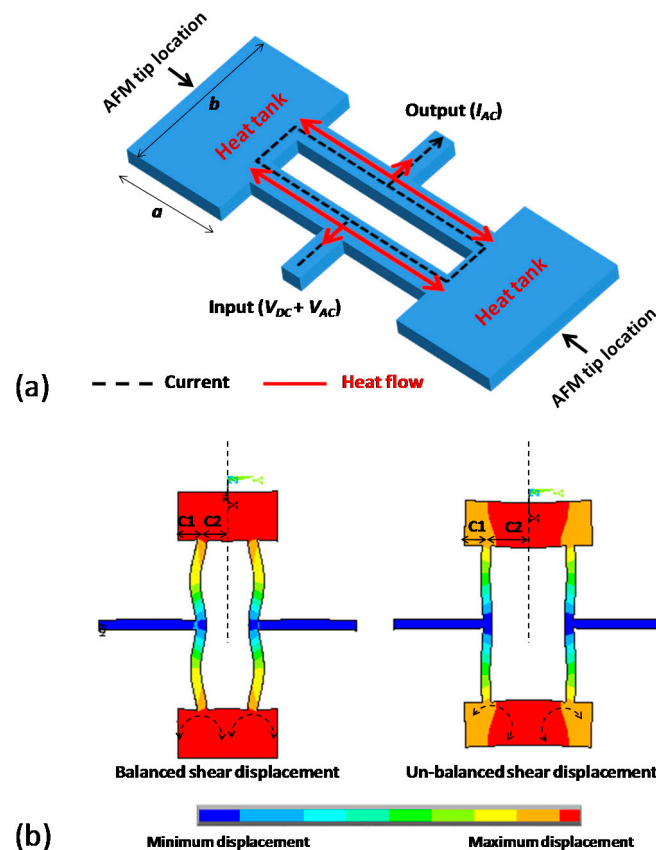 AFM tip location
b
Heat tank
Output (I_AC)
a
Input (V_DC + V_AC)
Heat tank
AFM tip location
(a)
Current
Heat flow
C1
C2
C1
C2
Balanced shear displacement
Un-balanced shear displacement
(b)
Minimum displacement
Maximum displacement